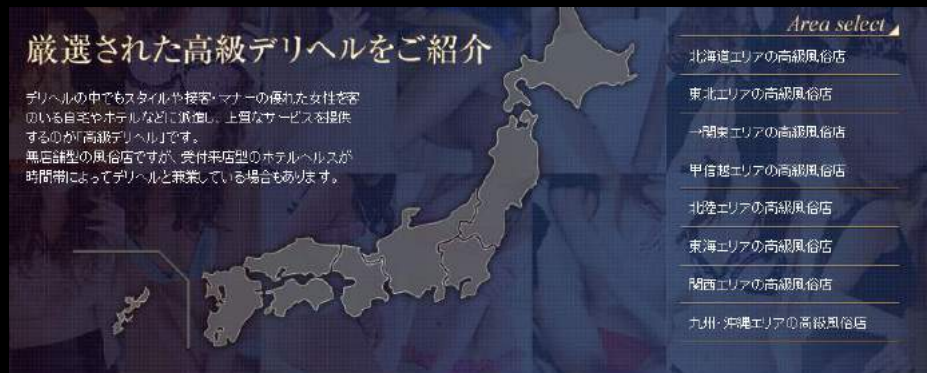 厳選された高級デリヘルをご紹介
デリヘルの中でもスタイルや接客・マナーの優れた女性を客
のいる自宅やホテルなどに派遣し、上質なサービスを提供
するのが「高級デリヘル」です。
無店舗型の風俗店ですが、受付来店型のホテルヘルスが
時間帯によってデリヘルと兼業している場合もあります。
Area select
北海道エリアの高級風俗店
東北エリアの高級風俗店
→関東エリアの高級風俗店
甲信越エリアの高級風俗店
北陸エリアの高級風俗店
東海エリアの高級風俗店
関西エリアの高級風俗店
九州・沖縄エリアの高級風俗店